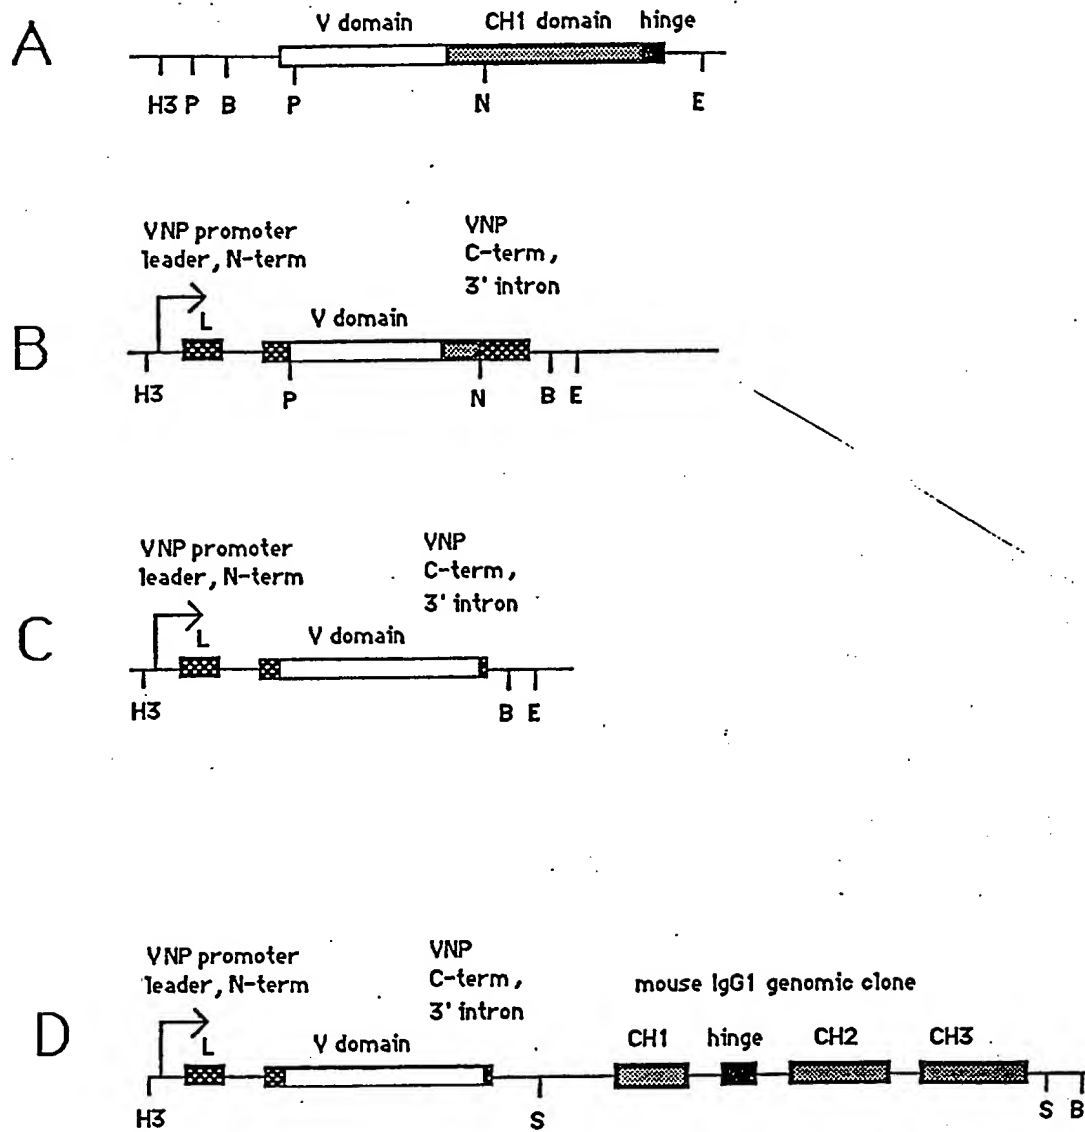 A
V domain
CH1 domain
hinge
H3 P B P N E
B
VNP promoter
leader, N-term
VNP
C-term,
3' intron
L
V domain
H3 P N B E
C
VNP promoter
leader, N-term
VNP
C-term,
3' intron
L
V domain
H3 B E
D
VNP promoter
leader, N-term
VNP
C-term,
3' intron
mouse IgG1 genomic clone
L
V domain
CH1 hinge CH2 CH3
H3 S S B